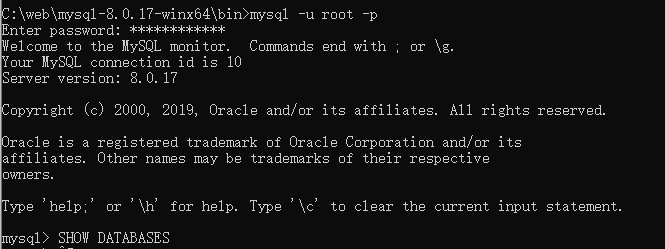 C:\web\mysql-8.0.17-winx64\bin>mysql -u root -p
Enter password: ************
Welcome to the MySQL monitor.  Commands end with ; or \g.
Your MySQL connection id is 10
Server version: 8.0.17
Copyright (c) 2000, 2019, Oracle and/or its affiliates. All rights reserved.
Oracle is a registered trademark of Oracle Corporation and/or its
affiliates. Other names may be trademarks of their respective
owners.
Type 'help;' or '\h' for help. Type '\c' to clear the current input statement.
mysql> SHOW DATABASES